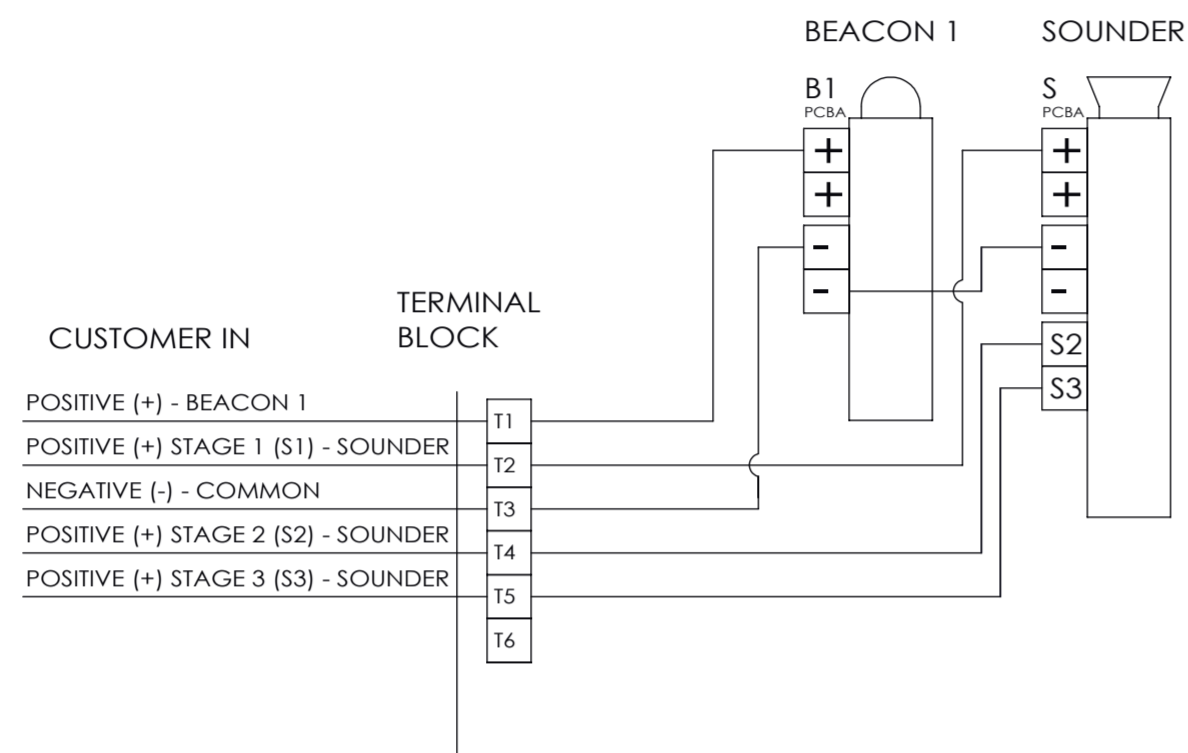 BEACON 1
SOUNDER
B1
PCBA
S
PCBA
+
+
+
+
-
-
-
-
TERMINAL
BLOCK
CUSTOMER IN
S2
S3
POSITIVE (+) - BEACON 1
T1
POSITIVE (+) STAGE 1 (S1) - SOUNDER
T2
NEGATIVE (-) - COMMON
T3
POSITIVE (+) STAGE 2 (S2) - SOUNDER
T4
POSITIVE (+) STAGE 3 (S3) - SOUNDER
T5
T6